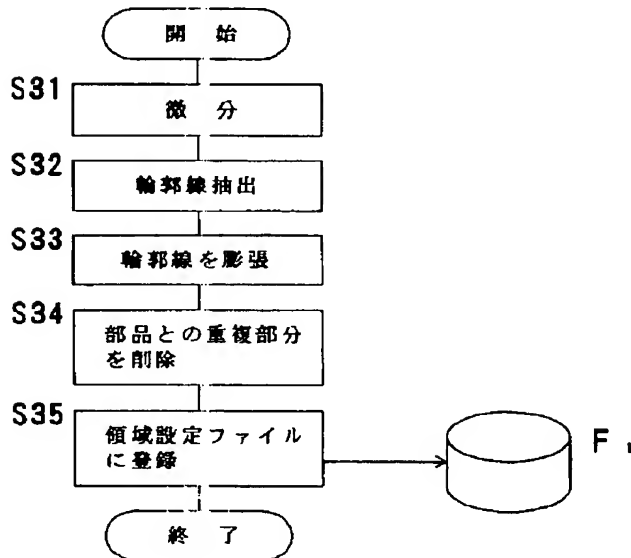 開 始
S31
微 分
S32
輪郭線抽出
S33
輪郭線を膨張
S34
部品との重複部分
を削除
S35
領域設定ファイル
に登録
F
終 了